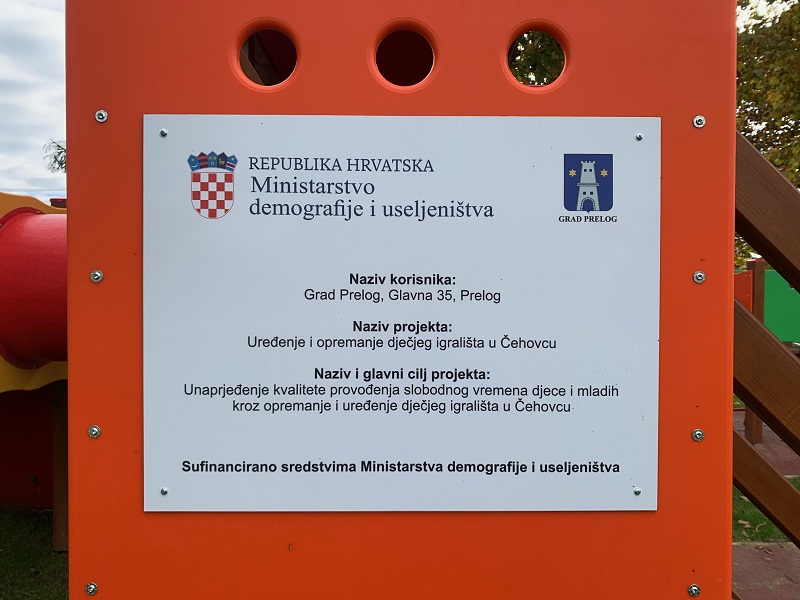 REPUBLIKA HRVATSKA
Ministarstvo
demografije i useljeništva
GRAD PRELOG
Naziv korisnika:
Grad Prelog, Glavna 35, Prelog
Naziv projekta:
Uređenje i opremanje dječjeg igrališta u Čehovcu
Naziv i glavni cilj projekta:
Unaprjeđenje kvalitete provođenja slobodnog vremena djece i mladih
kroz opremanje i uređenje dječjeg igrališta u Čehovcu
Sufinancirano sredstvima Ministarstva demografije i useljeništva